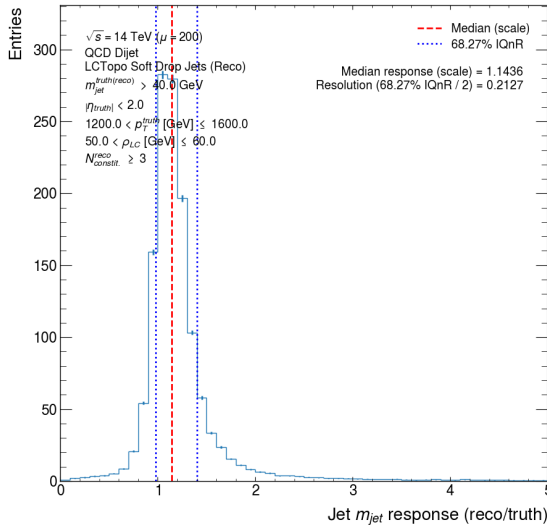 Entries
300
250
200
150
100
50
0
√s = 14 TeV (μ = 200)
QCD Dijet
LCTopo Soft Drop Jets (Reco)
m_jet^truth(reco) > 40.0 GeV
|η_truth| < 2.0
1200.0 < p_T^truth [GeV] ≤ 1600.0
50.0 < ρ_LC [GeV] ≤ 60.0
N_constit.^reco ≥ 3
Median (scale)
68.27% IQnR
Median response (scale) = 1.1436
Resolution (68.27% IQnR / 2) = 0.2127
0 1 2 3 4 5
Jet m_jet response (reco/truth)